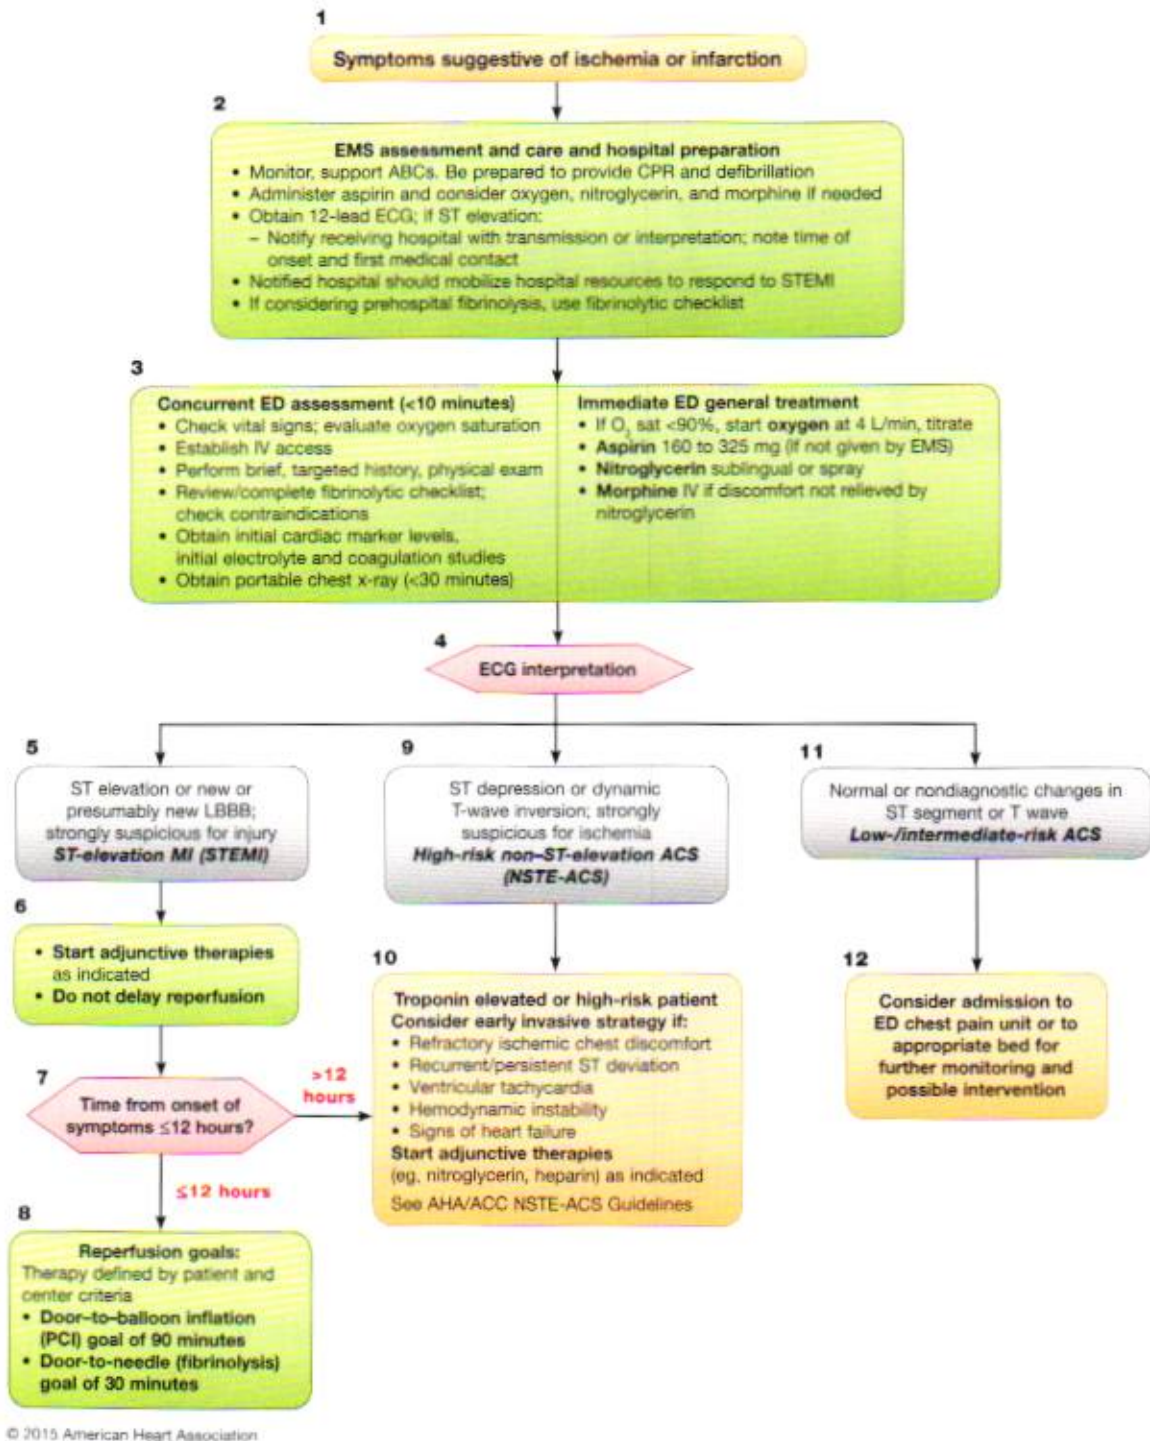 1
Symptoms suggestive of ischemia or infarction
2
EMS assessment and care and hospital preparation
• Monitor, support ABCs. Be prepared to provide CPR and defibrillation
• Administer aspirin and consider oxygen, nitroglycerin, and morphine if needed
• Obtain 12-lead ECG; if ST elevation:
– Notify receiving hospital with transmission or interpretation; note time of
onset and first medical contact
• Notified hospital should mobilize hospital resources to respond to STEMI
• If considering prehospital fibrinolysis, use fibrinolytic checklist
3
Concurrent ED assessment (<10 minutes)
• Check vital signs; evaluate oxygen saturation
• Establish IV access
• Perform brief, targeted history, physical exam
• Review/complete fibrinolytic checklist;
check contraindications
• Obtain initial cardiac marker levels,
initial electrolyte and coagulation studies
• Obtain portable chest x-ray (<30 minutes)
Immediate ED general treatment
• If O₂ sat <90%, start oxygen at 4 L/min, titrate
• Aspirin 160 to 325 mg (if not given by EMS)
• Nitroglycerin sublingual or spray
• Morphine IV if discomfort not relieved by
nitroglycerin
4
ECG interpretation
5
ST elevation or new or
presumably new LBBB;
strongly suspicious for injury
ST-elevation MI (STEMI)
6
• Start adjunctive therapies
as indicated
• Do not delay reperfusion
7
Time from onset of
symptoms ≤12 hours?
>12
hours
≤12 hours
8
Reperfusion goals:
Therapy defined by patient and
center criteria
• Door-to-balloon inflation
(PCI) goal of 90 minutes
• Door-to-needle (fibrinolysis)
goal of 30 minutes
9
ST depression or dynamic
T-wave inversion; strongly
suspicious for ischemia
High-risk non–ST-elevation ACS
(NSTE-ACS)
10
Troponin elevated or high-risk patient
Consider early invasive strategy if:
• Refractory ischemic chest discomfort
• Recurrent/persistent ST deviation
• Ventricular tachycardia
• Hemodynamic instability
• Signs of heart failure
Start adjunctive therapies
(eg, nitroglycerin, heparin) as indicated
See AHA/ACC NSTE-ACS Guidelines
11
Normal or nondiagnostic changes in
ST segment or T wave
Low-/intermediate-risk ACS
12
Consider admission to
ED chest pain unit or to
appropriate bed for
further monitoring and
possible intervention
© 2015 American Heart Association